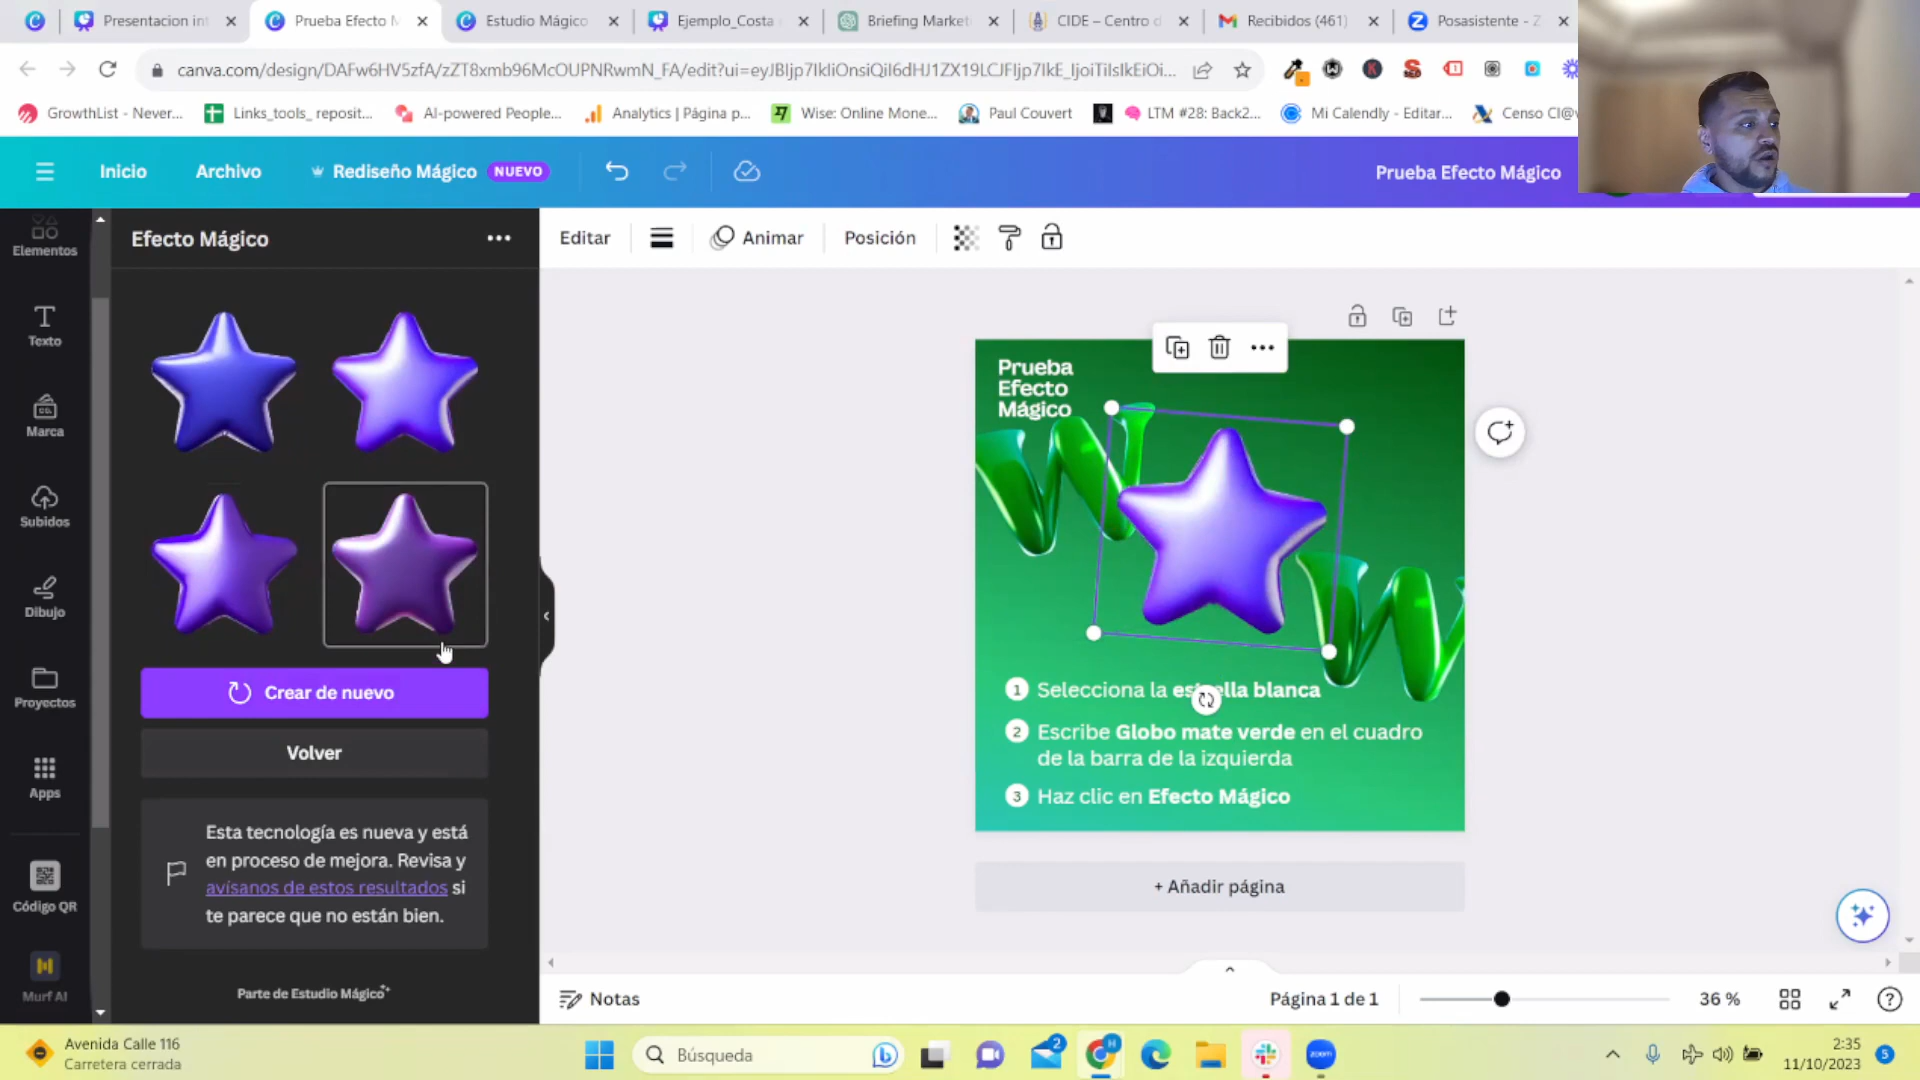 Presentacion int
Prueba Efecto M
Estudio Mágico
Ejemplo_Costa
Briefing Market
CIDE – Centro d
Recibidos (461)
Posasistente - Z
canva.com/design/DAFw6HV5zfA/zZT8xmb96McOUPNRwmN_FA/edit?ui=eyJBIjp7IkIiOnsiQiI6dHJ1ZX19LCJFIjp7IkE_IjoiTiIsIkEiOi...
GrowthList - Never...
Links_tools_ reposit...
AI-powered People...
Analytics | Página p...
Wise: Online Mone...
Paul Couvert
LTM #28: Back2...
Mi Calendly - Editar...
Censo CI@
Inicio
Archivo
Rediseño Mágico
NUEVO
Prueba Efecto Mágico
Elementos
Texto
Marca
Subidos
Dibujo
Proyectos
Apps
Código QR
Murf AI
Efecto Mágico
Crear de nuevo
Volver
Esta tecnología es nueva y está
en proceso de mejora. Revisa y
avísanos de estos resultados si
te parece que no están bien.
Parte de Estudio Mágico
Editar
Animar
Posición
Prueba
Efecto
Mágico
1 Selecciona la estrella blanca
2 Escribe Globo mate verde en el cuadro
de la barra de la izquierda
3 Haz clic en Efecto Mágico
+ Añadir página
Notas
Página 1 de 1
36 %
Avenida Calle 116
Carretera cerrada
Búsqueda
2
zoom
2:35
11/10/2023
5